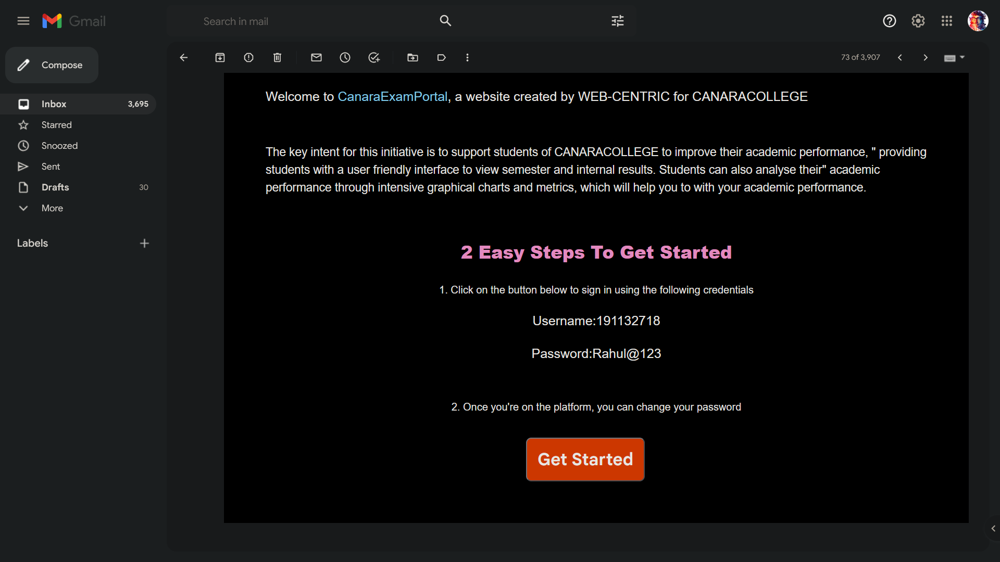 Gmail
Search in mail
Compose
73 of 3,907
Inbox 3,695
Starred
Snoozed
Sent
Drafts 30
More
Labels
Welcome to CanaraExamPortal, a website created by WEB-CENTRIC for CANARACOLLEGE
The key intent for this initiative is to support students of CANARACOLLEGE to improve their academic performance, " providing
students with a user friendly interface to view semester and internal results. Students can also analyse their" academic
performance through intensive graphical charts and metrics, which will help you to with your academic performance.
2 Easy Steps To Get Started
1. Click on the button below to sign in using the following credentials
Username:191132718
Password:Rahul@123
2. Once you're on the platform, you can change your password
Get Started